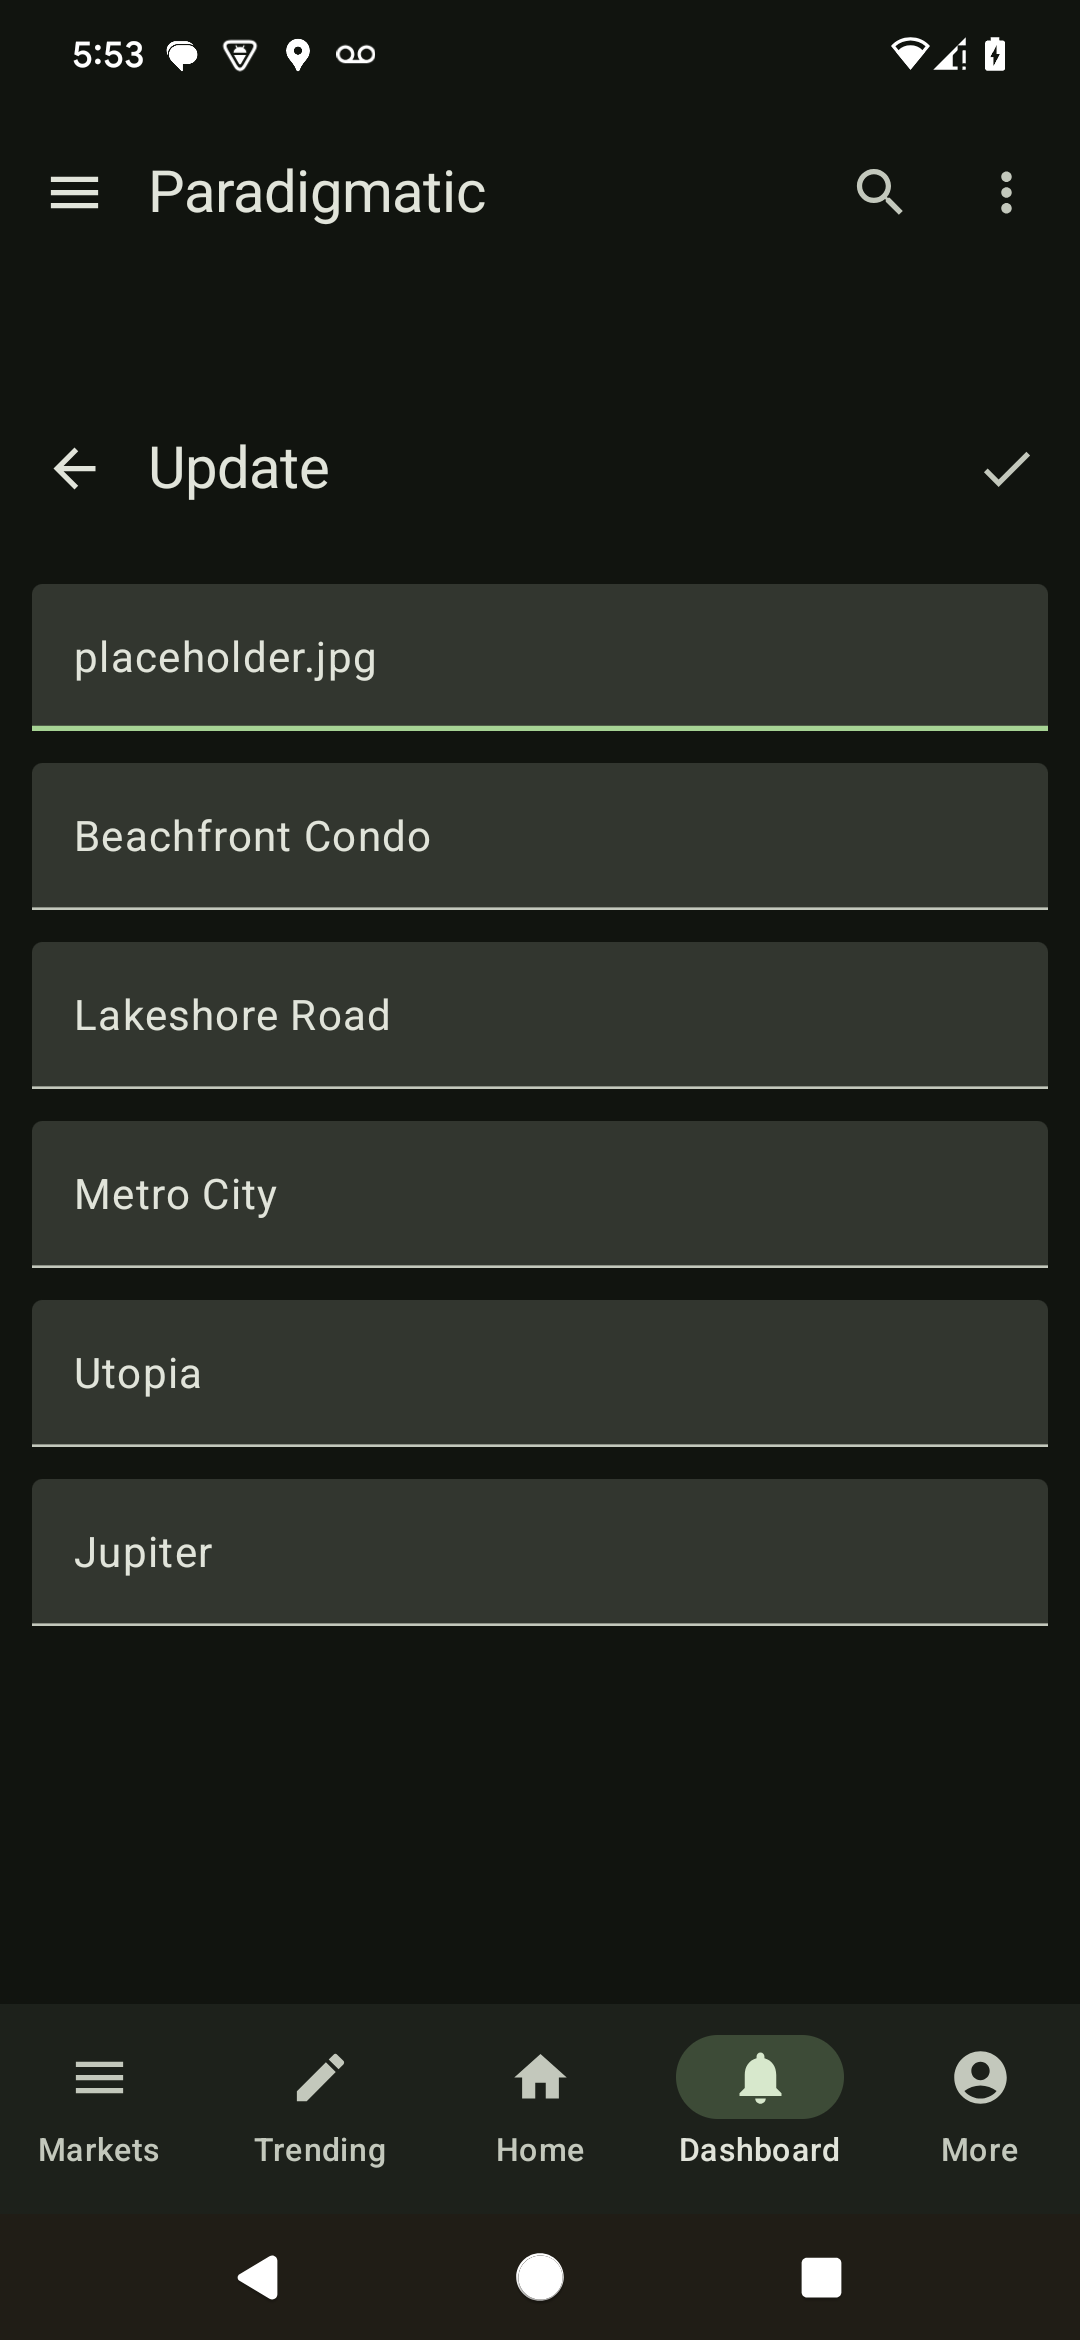 5:53
Paradigmatic
Update
placeholder.jpg
Beachfront Condo
Lakeshore Road
Metro City
Utopia
Jupiter
Markets
Trending
Home
Dashboard
More